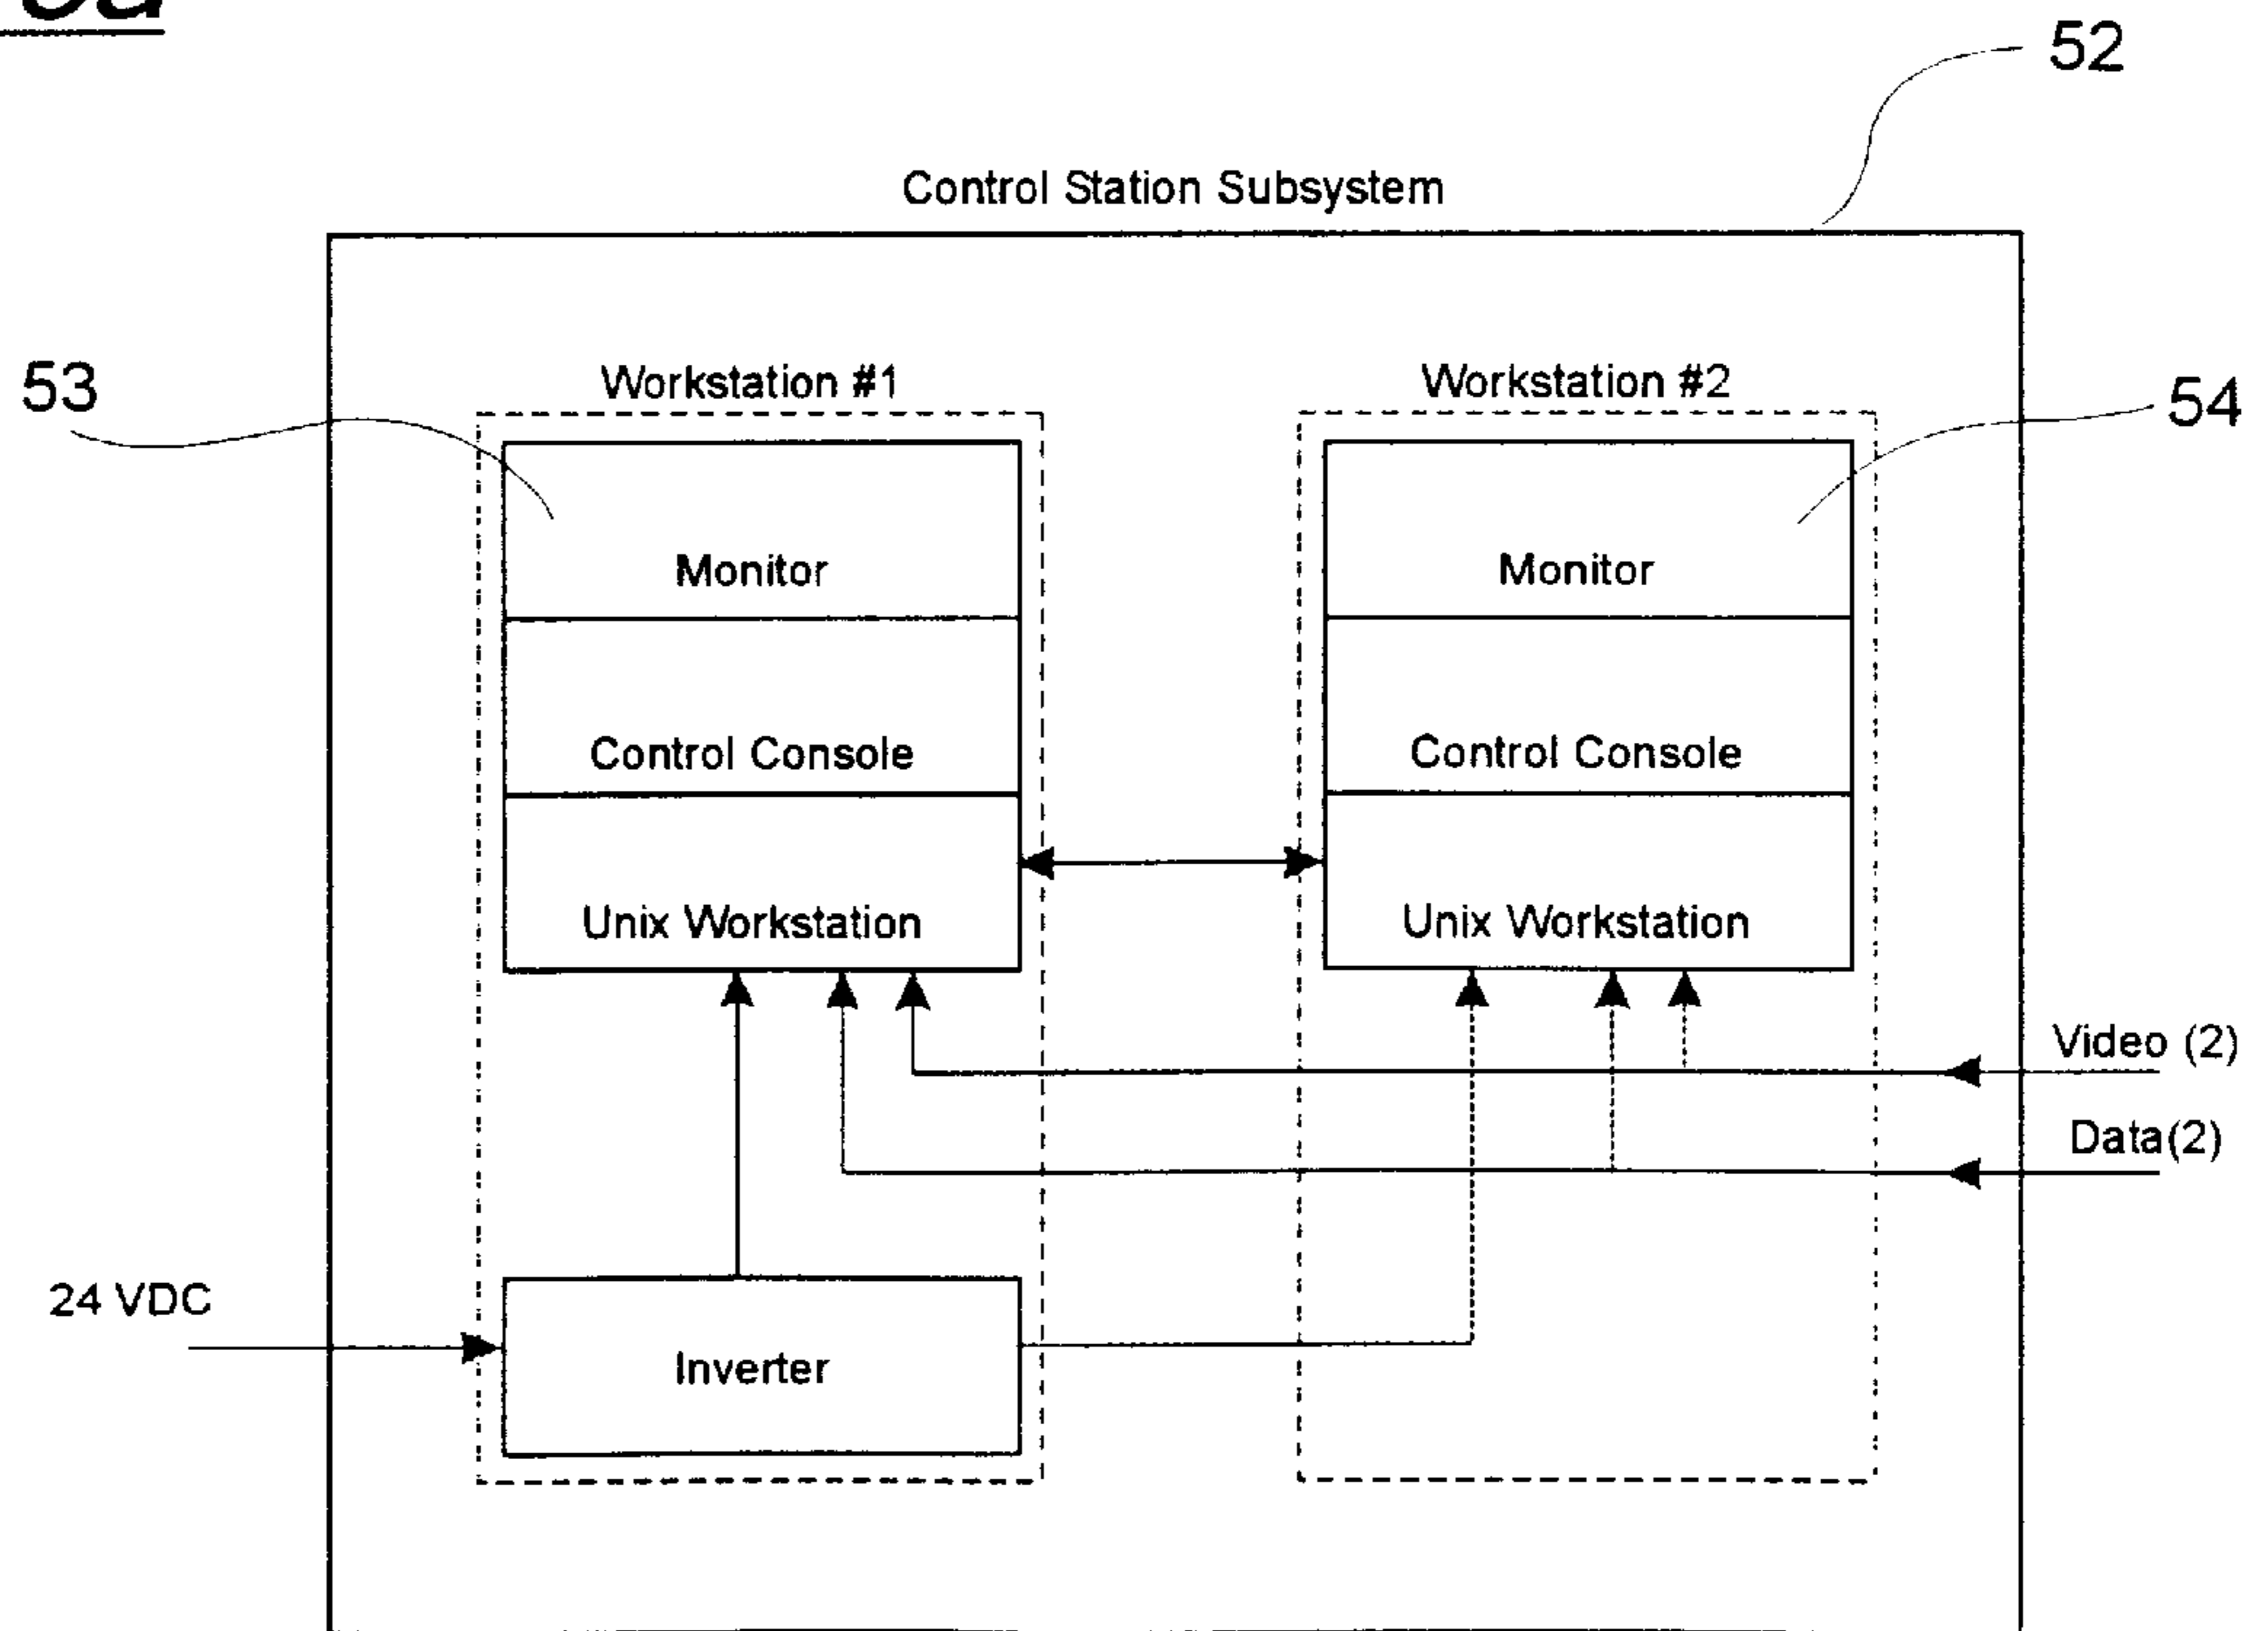 52
Control Station Subsystem
53
Workstation #1
Workstation #2
54
Monitor
Monitor
Control Console
Control Console
Unix Workstation
Unix Workstation
Video (2)
Data(2)
24 VDC
Inverter